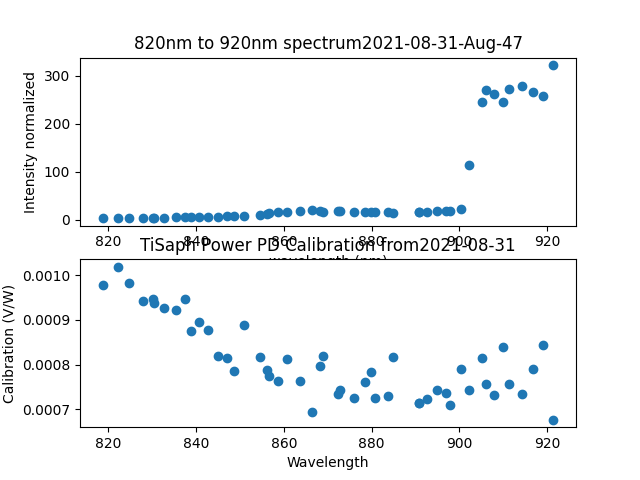 820nm to 920nm spectrum2021-08-31-Aug-47
Intensity normalized
300
200
100
0
820 840 860 880 900 920
wavelength (nm)
TiSaph Power PD Calibration from2021-08-31
Calibration (V/W)
0.0010
0.0009
0.0008
0.0007
820 840 860 880 900 920
Wavelength